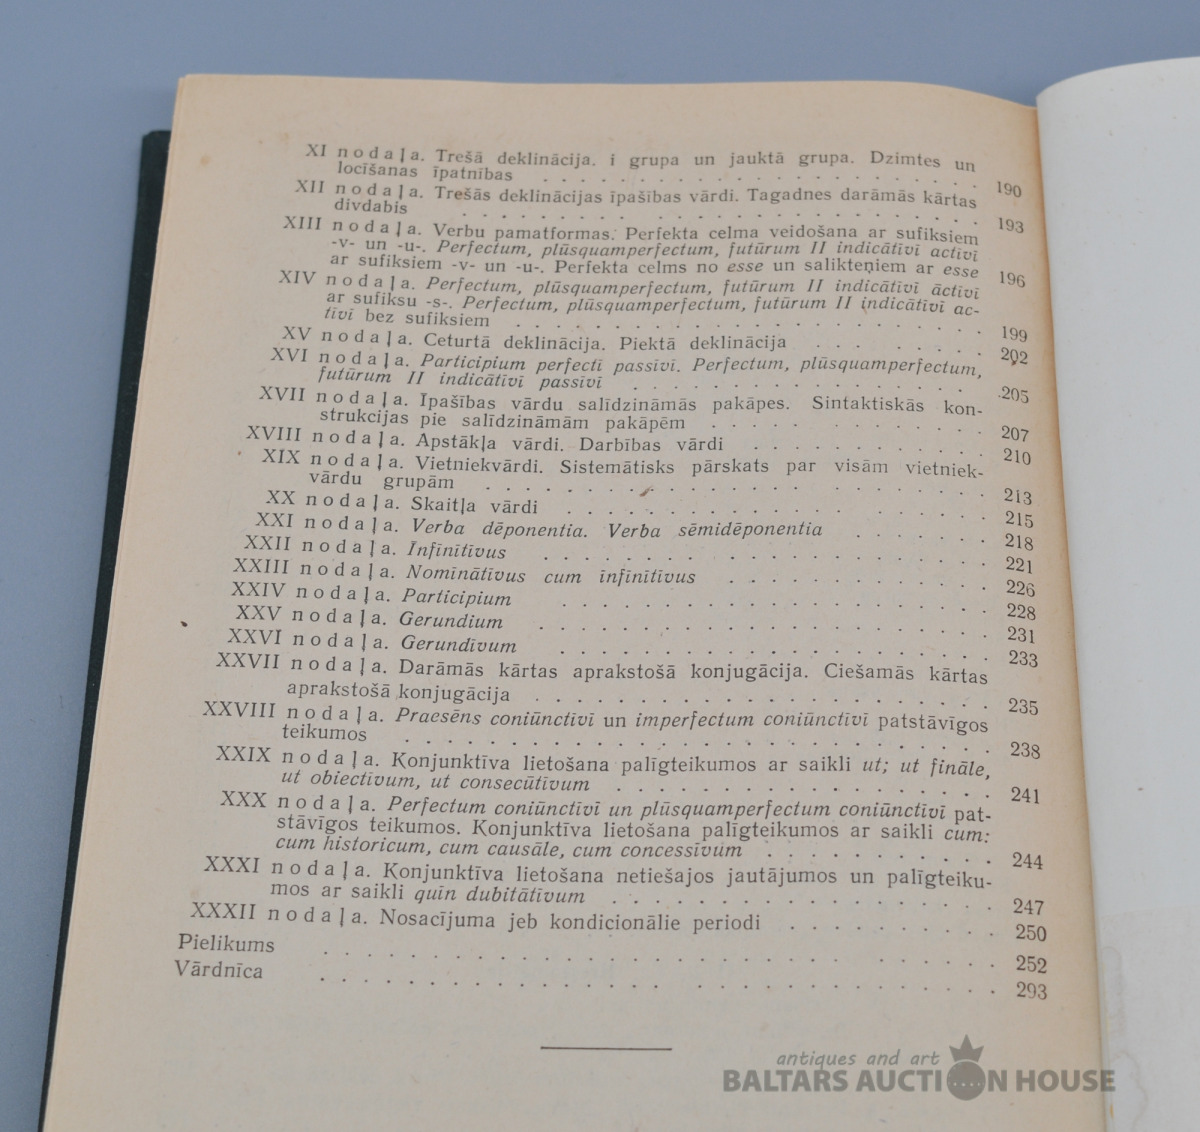 XI nodaļa. Trešā deklinācija. i grupa un jauktā grupa. Dzimtes un
locīšanas īpatnības . . . . . . . . . . . . . . . . . . . . 190
XII nodaļa. Trešās deklinācijas īpašības vārdi. Tagadnes darāmās kārtas
divdabis . . . . . . . . . . . . . . . . . . . . 193
XIII nodaļa. Verbu pamatformas. Perfekta celma veidošana ar sufiksiem
-v- un -u-. Perfectum, plūsquamperfectum, futūrum II indicātīvī āctīvī
ar sufiksiem -v- un -u-. Perfekta celms no esse un salikteņiem ar esse 196
XIV nodaļa. Perfectum, plūsquamperfectum, futūrum II indicātīvī āctīvī
ar sufiksu -s-. Perfectum, plūsquamperfectum, futūrum II indicātīvī āc-
tīvī bez sufiksiem . . . . . . . . . . . . . . . . . . . . 199
XV nodaļa. Ceturtā deklinācija. Piektā deklinācija . . . . . . . . 202
XVI nodaļa. Participium perfectī passīvī. Perfectum, plūsquamperfectum,
futūrum II indicātīvī passīvī . . . . . . . . . . . . . . . . 205
XVII nodaļa. Īpašības vārdu salīdzināmās pakāpes. Sintaktiskās kon-
strukcijas pie salīdzināmām pakāpēm . . . . . . . . . . . . 207
XVIII nodaļa. Apstākļa vārdi. Darbības vārdi . . . . . . . . . . . 210
XIX nodaļa. Vietniekvārdi. Sistemātisks pārskats par visām vietniek-
vārdu grupām . . . . . . . . . . . . . . . . . . . . 213
XX nodaļa. Skaitļa vārdi . . . . . . . . . . . . . . . . . . 215
XXI nodaļa. Verba dēponentia. Verba sēmidēponentia . . . . . . . 218
XXII nodaļa. Īnfīnītīvus . . . . . . . . . . . . . . . . . . 221
XXIII nodaļa. Nominātīvus cum īnfīnītīvus . . . . . . . . . . . 226
XXIV nodaļa. Participium . . . . . . . . . . . . . . . . . . 228
XXV nodaļa. Gerundium . . . . . . . . . . . . . . . . . . 231
XXVI nodaļa. Gerundīvum . . . . . . . . . . . . . . . . . 233
XXVII nodaļa. Darāmās kārtas aprakstošā konjugācija. Ciešamās kārtas
aprakstošā konjugācija . . . . . . . . . . . . . . . . . . 235
XXVIII nodaļa. Praesēns coniūnctīvī un imperfectum coniūnctīvī patstāvīgos
teikumos . . . . . . . . . . . . . . . . . . . . . . 238
XXIX nodaļa. Konjunktīva lietošana palīgteikumos ar saikli ut; ut fīnāle,
ut obiectīvum, ut consecūtīvum . . . . . . . . . . . . . . . 241
XXX nodaļa. Perfectum coniūnctīvī un plūsquamperfectum coniūnctīvī pat-
stāvīgos teikumos. Konjunktīva lietošana palīgteikumos ar saikli cum:
cum historicum, cum causāle, cum concessīvum . . . . . . . . . 244
XXXI nodaļa. Konjunktīva lietošana netiešajos jautājumos un palīgteiku-
mos ar saikli quīn dubitātīvum . . . . . . . . . . . . . . . 247
XXXII nodaļa. Nosacījuma jeb kondicionālie periodi . . . . . . . . . 250
Pielikums . . . . . . . . . . . . . . . . . . . . . . . . 252
Vārdnīca . . . . . . . . . . . . . . . . . . . . . . . . 293
antiques and art
BALTARS AUCTION HOUSE